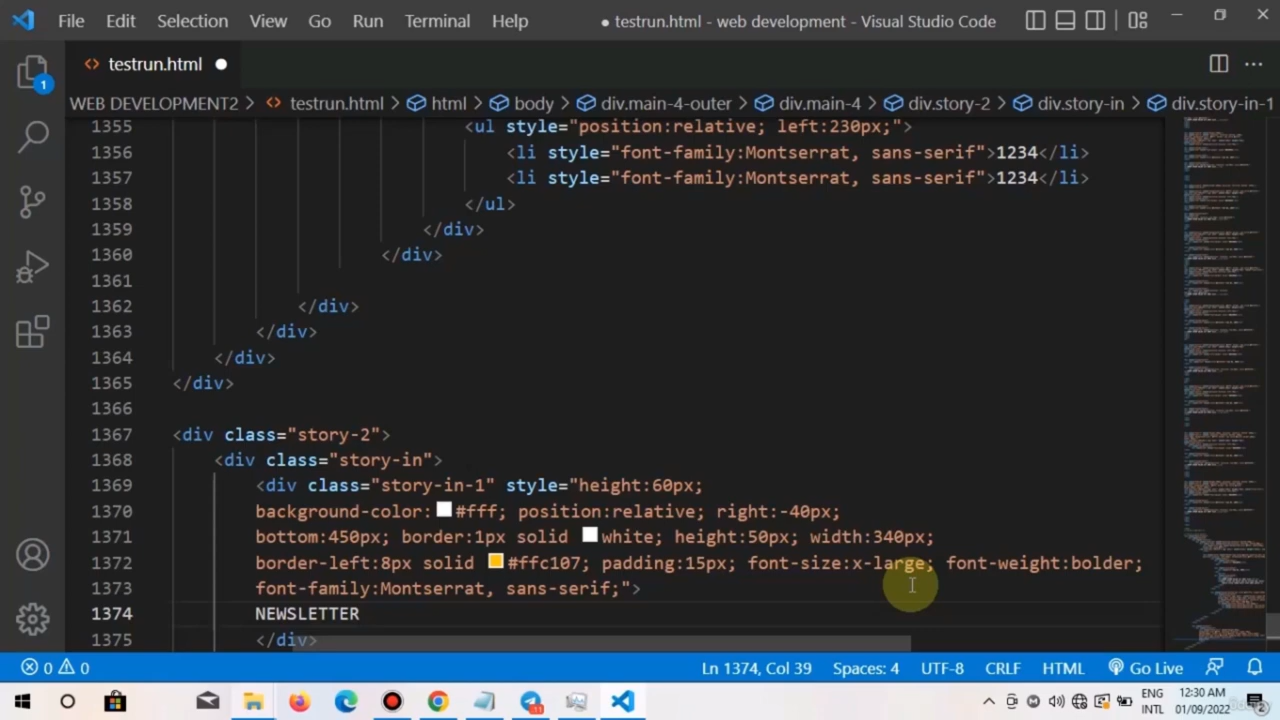 File Edit Selection View Go Run Terminal Help ● testrun.html - web development - Visual Studio Code
testrun.html
1
WEB DEVELOPMENT2 > testrun.html > html > body > div.main-4-outer > div.main-4 > div.story-2 > div.story-in > div.story-in-1
1355 <ul style="position:relative; left:230px;">
1356 <li style="font-family:Montserrat, sans-serif">1234</li>
1357 <li style="font-family:Montserrat, sans-serif">1234</li>
1358 </ul>
1359 </div>
1360 </div>
1361
1362 </div>
1363 </div>
1364 </div>
1365 </div>
1366
1367 <div class="story-2">
1368 <div class="story-in">
1369 <div class="story-in-1" style="height:60px;
1370 background-color:#fff; position:relative; right:-40px;
1371 bottom:450px; border:1px solid white; height:50px; width:340px;
1372 border-left:8px solid #ffc107; padding:15px; font-size:x-large; font-weight:bolder;
1373 font-family:Montserrat, sans-serif;">
1374 NEWSLETTER
1375 </div>
0 0 Ln 1374, Col 39 Spaces: 4 UTF-8 CRLF HTML Go Live
ENG 12:30 AM
INTL 01/09/2022